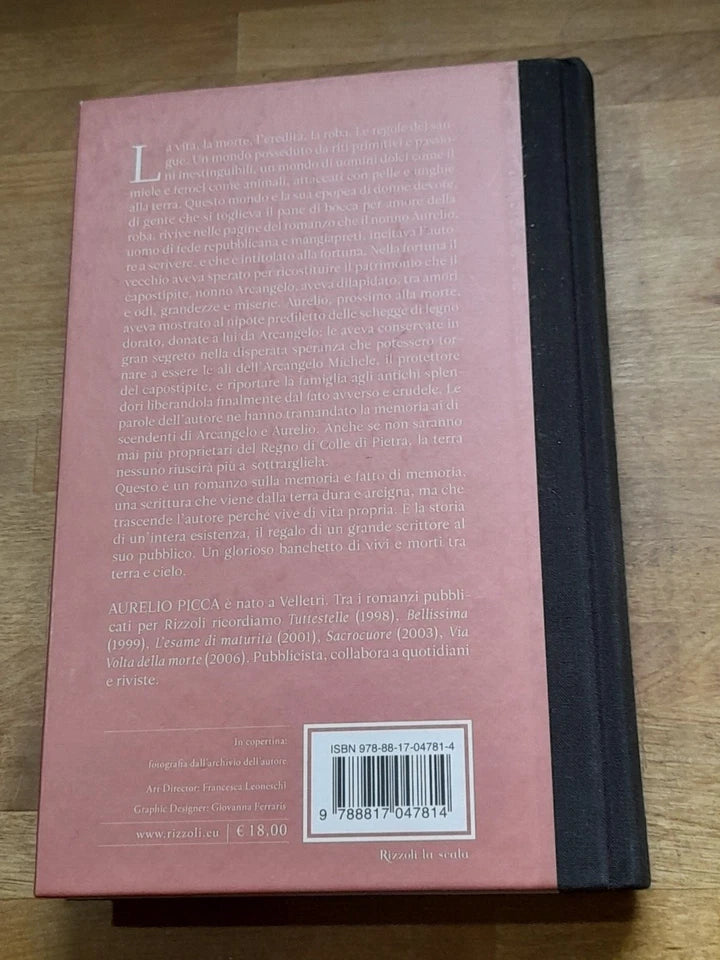 La vita, la morte, l'eredità, la roba. Le regole del san-
gue. Un mondo posseduto da riti primitivi e passio-
ni inestinguibili, un mondo di uomini dolci come il
miele e feroci come animali, attaccati con pelle e unghie
alla terra. Questo mondo e la sua epopea di donne devote,
di gente che si toglieva il pane di bocca per amore della
roba, rivive nelle pagine del romanzo che il nonno Aurelio,
uomo di fede repubblicana e mangiapreti, incitava l'auto-
re a scrivere, e che è intitolato alla fortuna. Nella fortuna il
vecchio aveva sperato per ricostituire il patrimonio che il
capostipite, nonno Arcangelo, aveva dilapidato, tra amori
e odi, grandezze e miserie. Aurelio, prossimo alla morte,
aveva mostrato al nipote prediletto delle schegge di legno
dorato, donate a lui da Arcangelo; le aveva conservate in
gran segreto nella disperata speranza che potessero tor-
nare a essere le ali dell'Arcangelo Michele, il protettore
del capostipite, e riportare la famiglia agli antichi splen-
dori liberandola finalmente dal fato avverso e crudele. Le
parole dell'autore ne hanno tramandato la memoria ai di-
scendenti di Arcangelo e Aurelio. Anche se non saranno
mai più proprietari del Regno di Colle di Pietra, la terra
nessuno riuscirà più a sottrargliela.
Questo è un romanzo sulla memoria e fatto di memoria,
una scrittura che viene dalla terra dura e arcigna, ma che
trascende l'autore perché vive di vita propria. È la storia
di un'intera esistenza, il regalo di un grande scrittore al
suo pubblico. Un glorioso banchetto di vivi e morti tra
terra e cielo.
AURELIO PICCA è nato a Velletri. Tra i romanzi pubbli-
cati per Rizzoli ricordiamo Tuttestelle (1998), Bellissima
(1999), L'esame di maturità (2001), Sacrocuore (2003), Via
Volta della morte (2006). Pubblicista, collabora a quotidiani
e riviste.
In copertina:
fotografia dall'archivio dell'autore
Art Director: Francesca Leoneschi
Graphic Designer: Giovanna Ferraris
www.rizzoli.eu | € 18,00
ISBN 978-88-17-04781-4
9 788817 047814
Rizzoli la scala